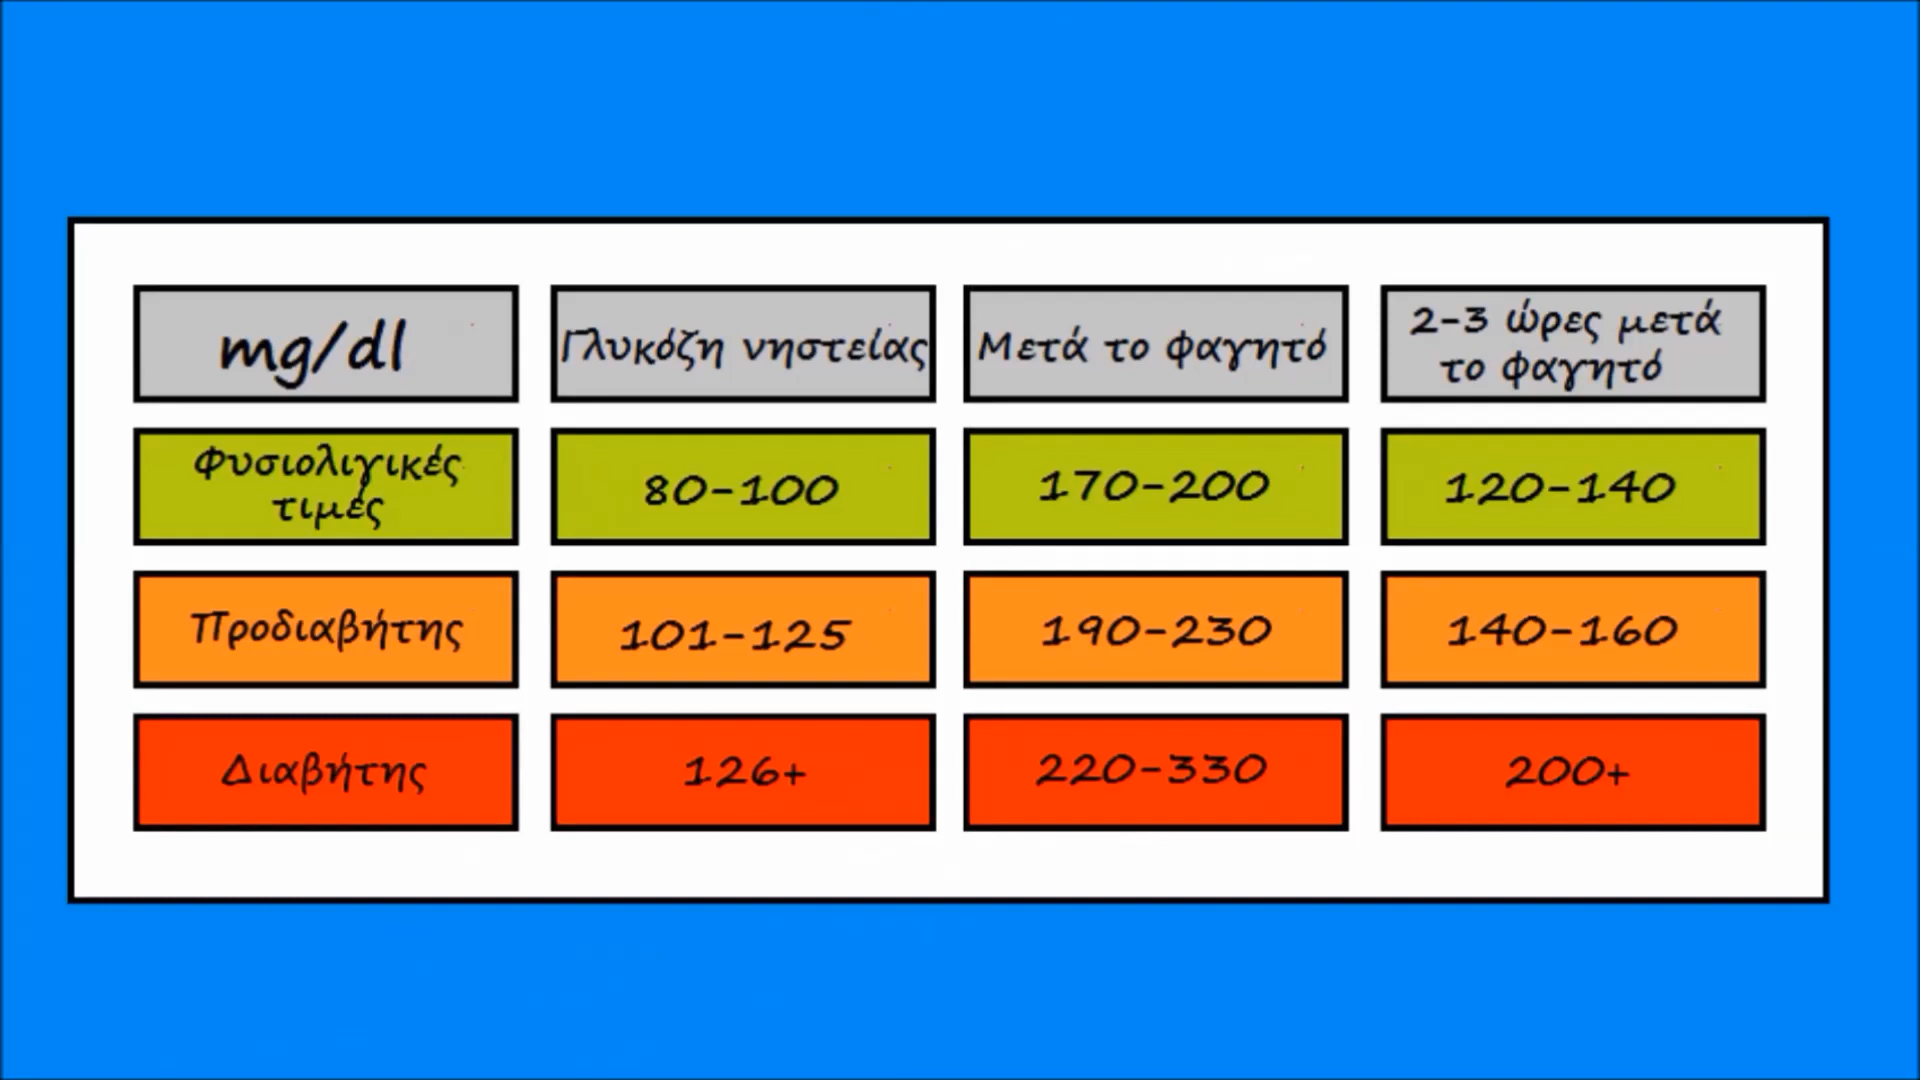 mg/dl
Γλυκόζη νηστείας
Μετά το φαγητό
2-3 ώρες μετά
το φαγητό
Φυσιολιγικές
τιμές
80-100
170-200
120-140
Προδιαβήτης
101-125
190-230
140-160
Διαβήτης
126+
220-330
200+